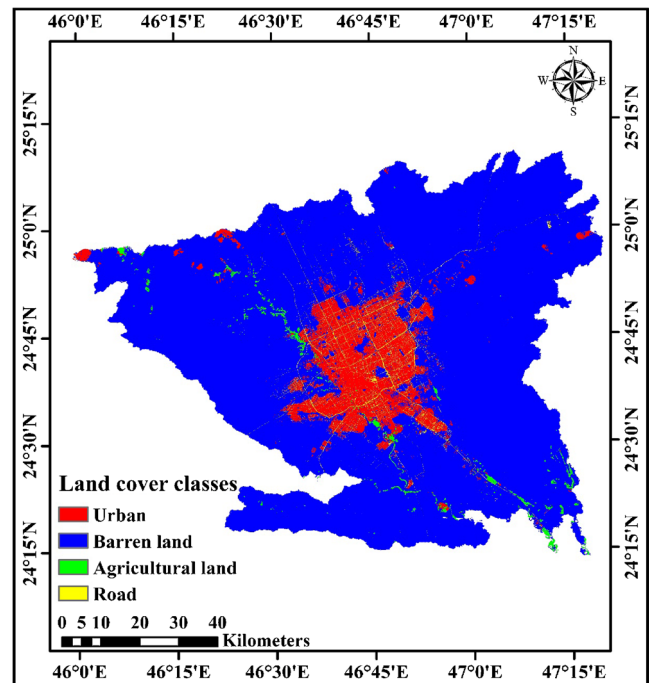 46°0'E 46°15'E 46°30'E 46°45'E 47°0'E 47°15'E
N
W E
S
25°15'N 25°15'N
25°0'N 25°0'N
24°45'N 24°45'N
24°30'N 24°30'N
24°15'N 24°15'N
Land cover classes
Urban
Barren land
Agricultural land
Road
0 5 10 20 30 40
Kilometers
46°0'E 46°15'E 46°30'E 46°45'E 47°0'E 47°15'E